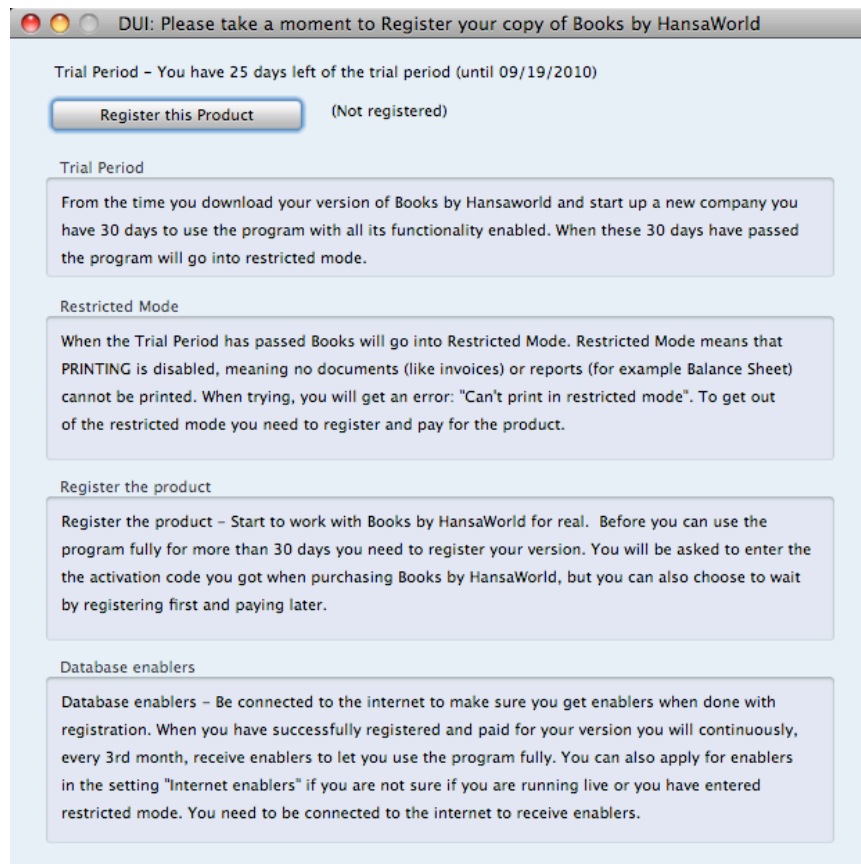 DUI: Please take a moment to Register your copy of Books by HansaWorld
Trial Period – You have 25 days left of the trial period (until 09/19/2010)
Register this Product (Not registered)
Trial Period
From the time you download your version of Books by Hansaworld and start up a new company you
have 30 days to use the program with all its functionality enabled. When these 30 days have passed
the program will go into restricted mode.
Restricted Mode
When the Trial Period has passed Books will go into Restricted Mode. Restricted Mode means that
PRINTING is disabled, meaning no documents (like invoices) or reports (for example Balance Sheet)
cannot be printed. When trying, you will get an error: "Can't print in restricted mode". To get out
of the restricted mode you need to register and pay for the product.
Register the product
Register the product – Start to work with Books by HansaWorld for real.  Before you can use the
program fully for more than 30 days you need to register your version. You will be asked to enter the
the activation code you got when purchasing Books by HansaWorld, but you can also choose to wait
by registering first and paying later.
Database enablers
Database enablers – Be connected to the internet to make sure you get enablers when done with
registration. When you have successfully registered and paid for your version you will continuously,
every 3rd month, receive enablers to let you use the program fully. You can also apply for enablers
in the setting "Internet enablers" if you are not sure if you are running live or you have entered
restricted mode. You need to be connected to the internet to receive enablers.